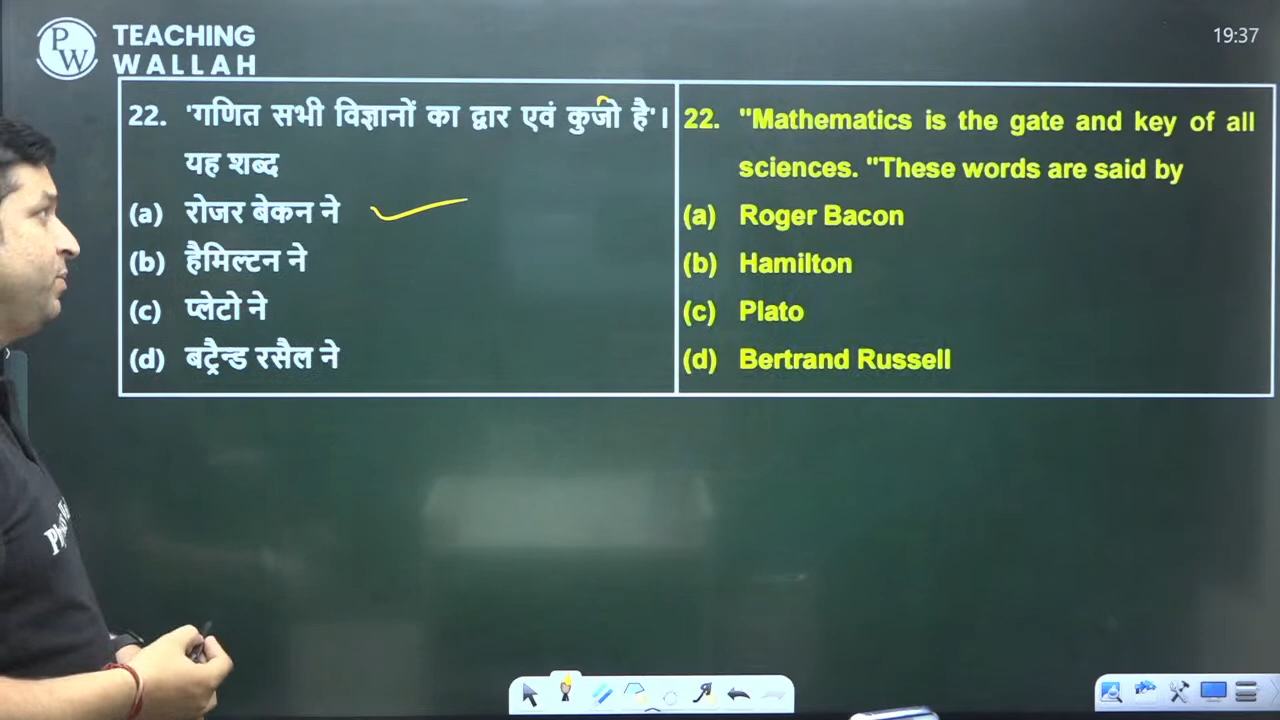 TEACHING
WALLAH
PW
19:37
22. 'गणित सभी विज्ञानों का द्वार एवं कुजी है'।
यह शब्द
(a) रोजर बेकन ने
(b) हैमिल्टन ने
(c) प्लेटो ने
(d) बट्रैन्ड रसैल ने
22. "Mathematics is the gate and key of all
sciences. "These words are said by
(a) Roger Bacon
(b) Hamilton
(c) Plato
(d) Bertrand Russell